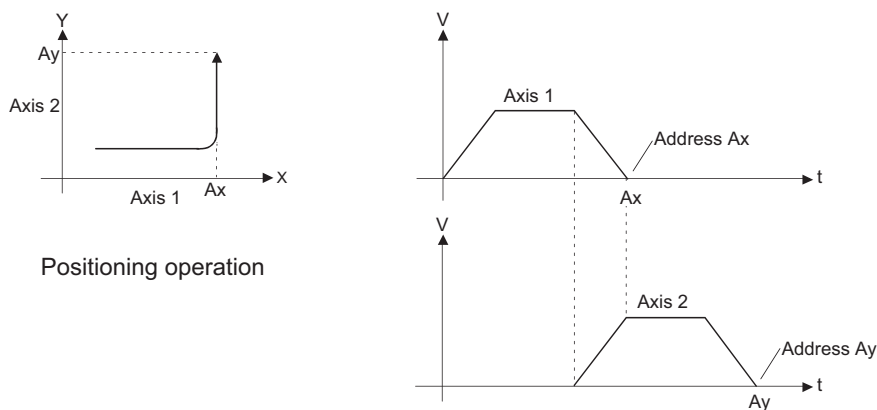 Y
Ay
Axis 2
Axis 1
Ax
X
Positioning operation
V
Axis 1
Address Ax
t
Ax
V
Axis 2
Address Ay
t
Ay